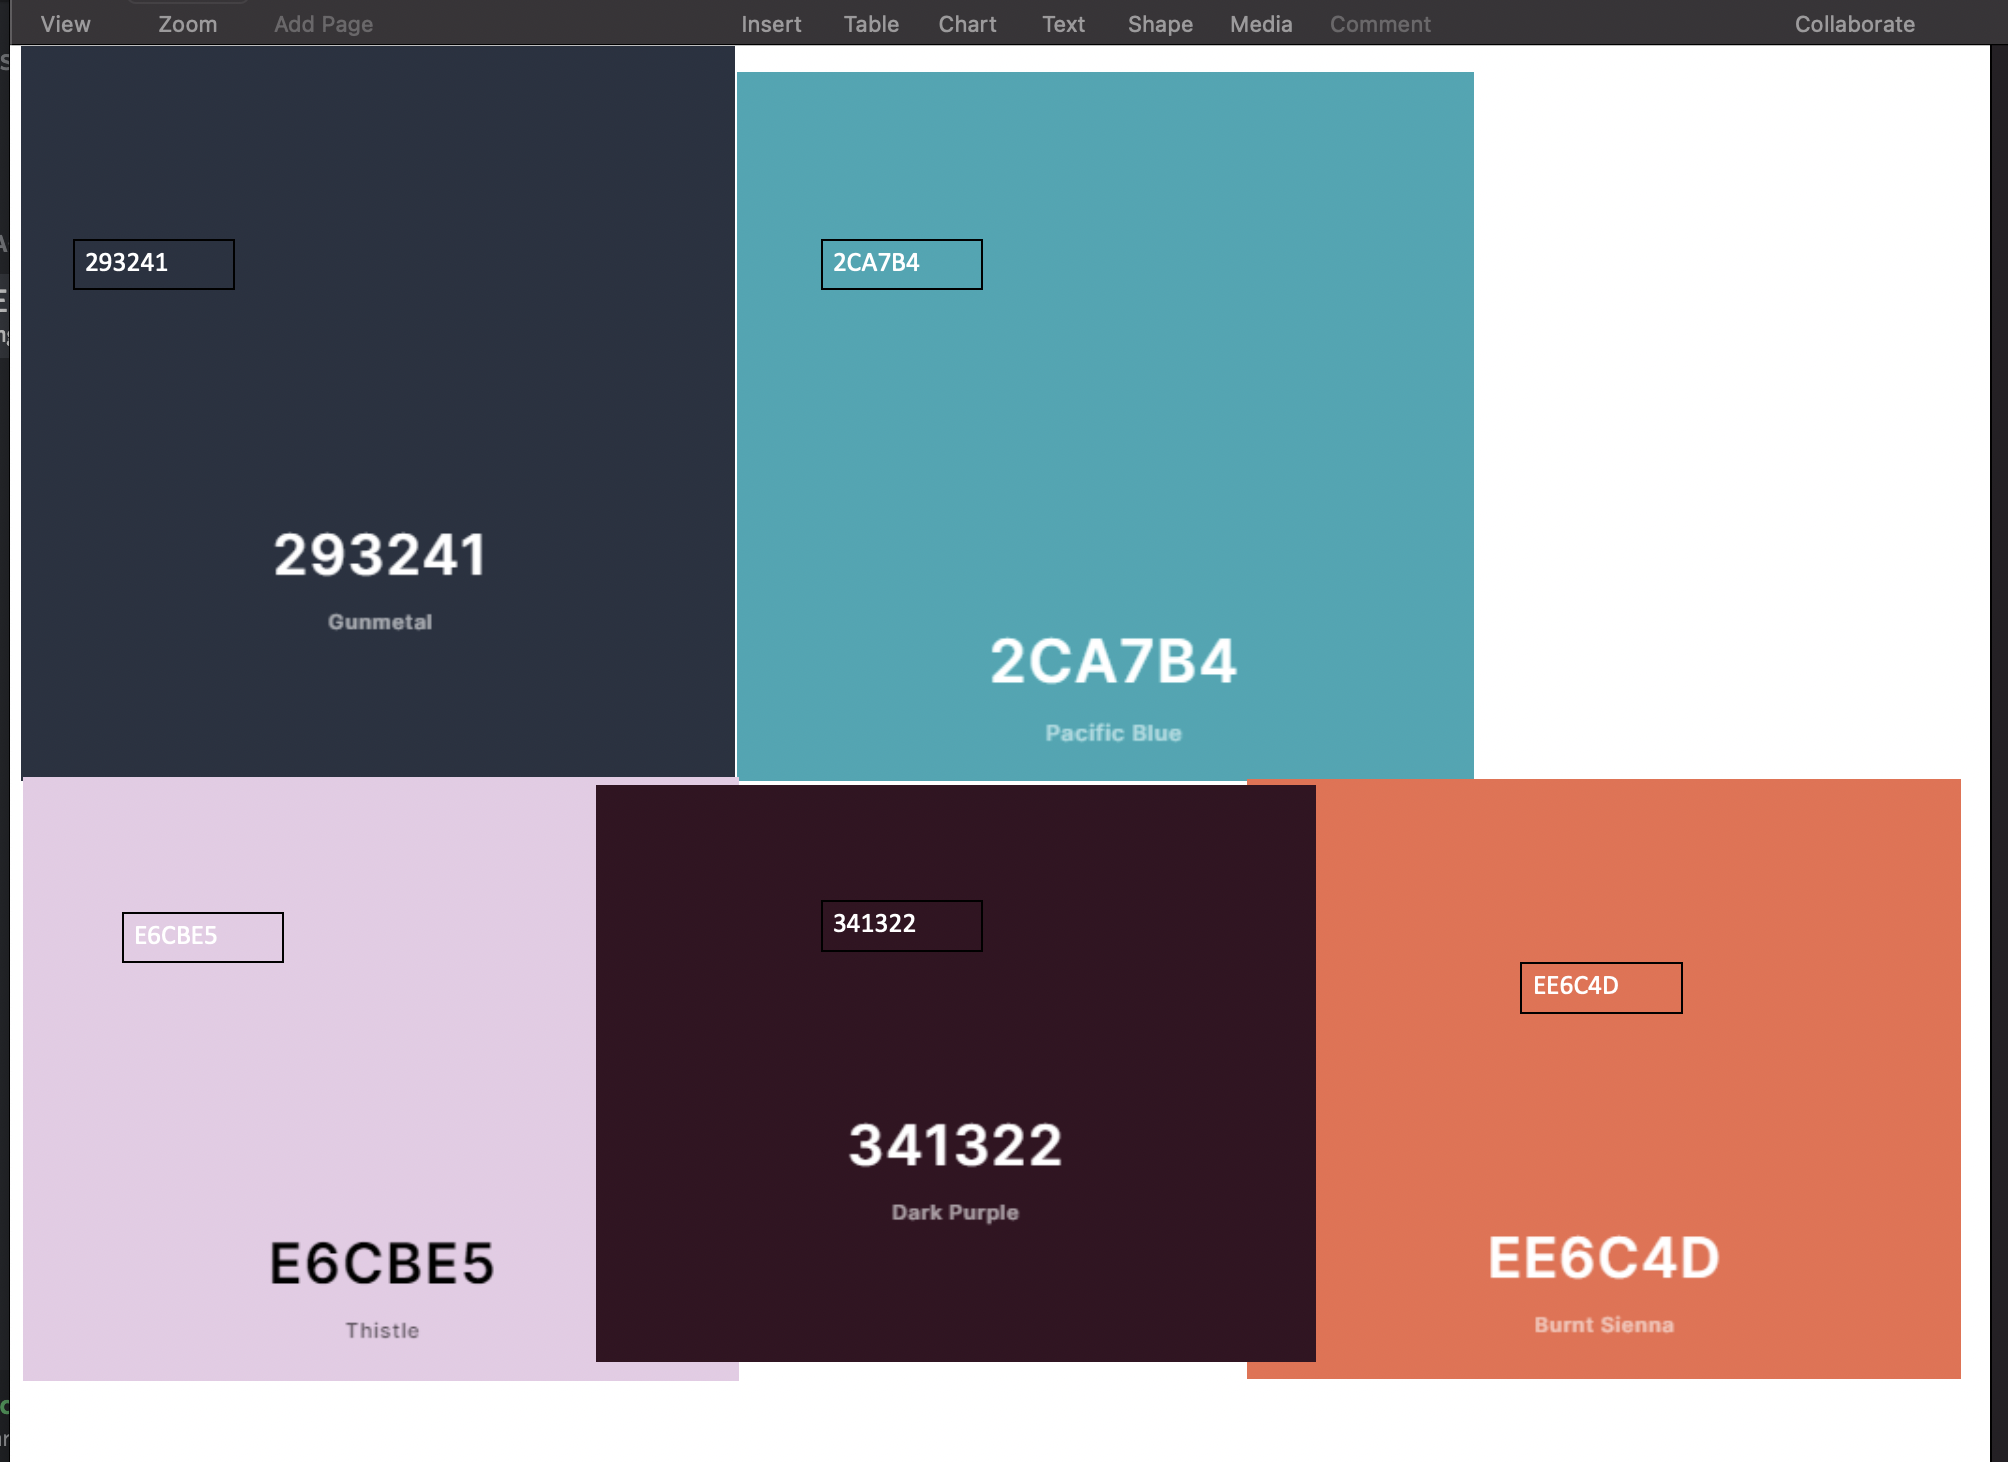 View Zoom Add Page Insert Table Chart Text Shape Media Comment Collaborate
293241
2CA7B4
293241
Gunmetal
2CA7B4
Pacific Blue
E6CBE5
341322
EE6C4D
341322
Dark Purple
E6CBE5
Thistle
EE6C4D
Burnt Sienna